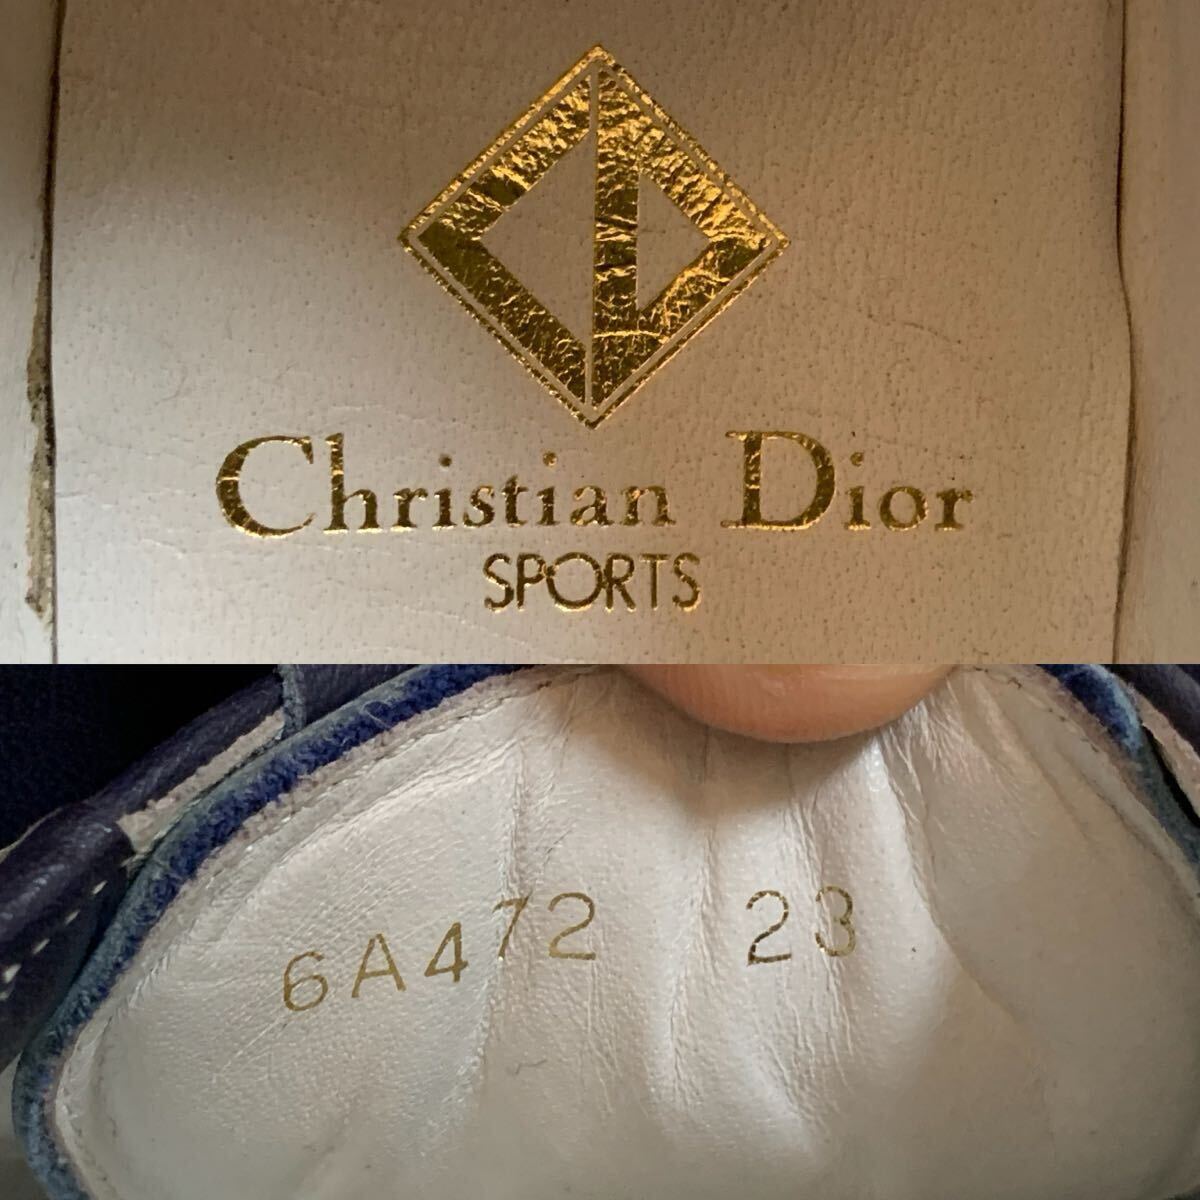 Christian Dior
SPORTS
6A472 23